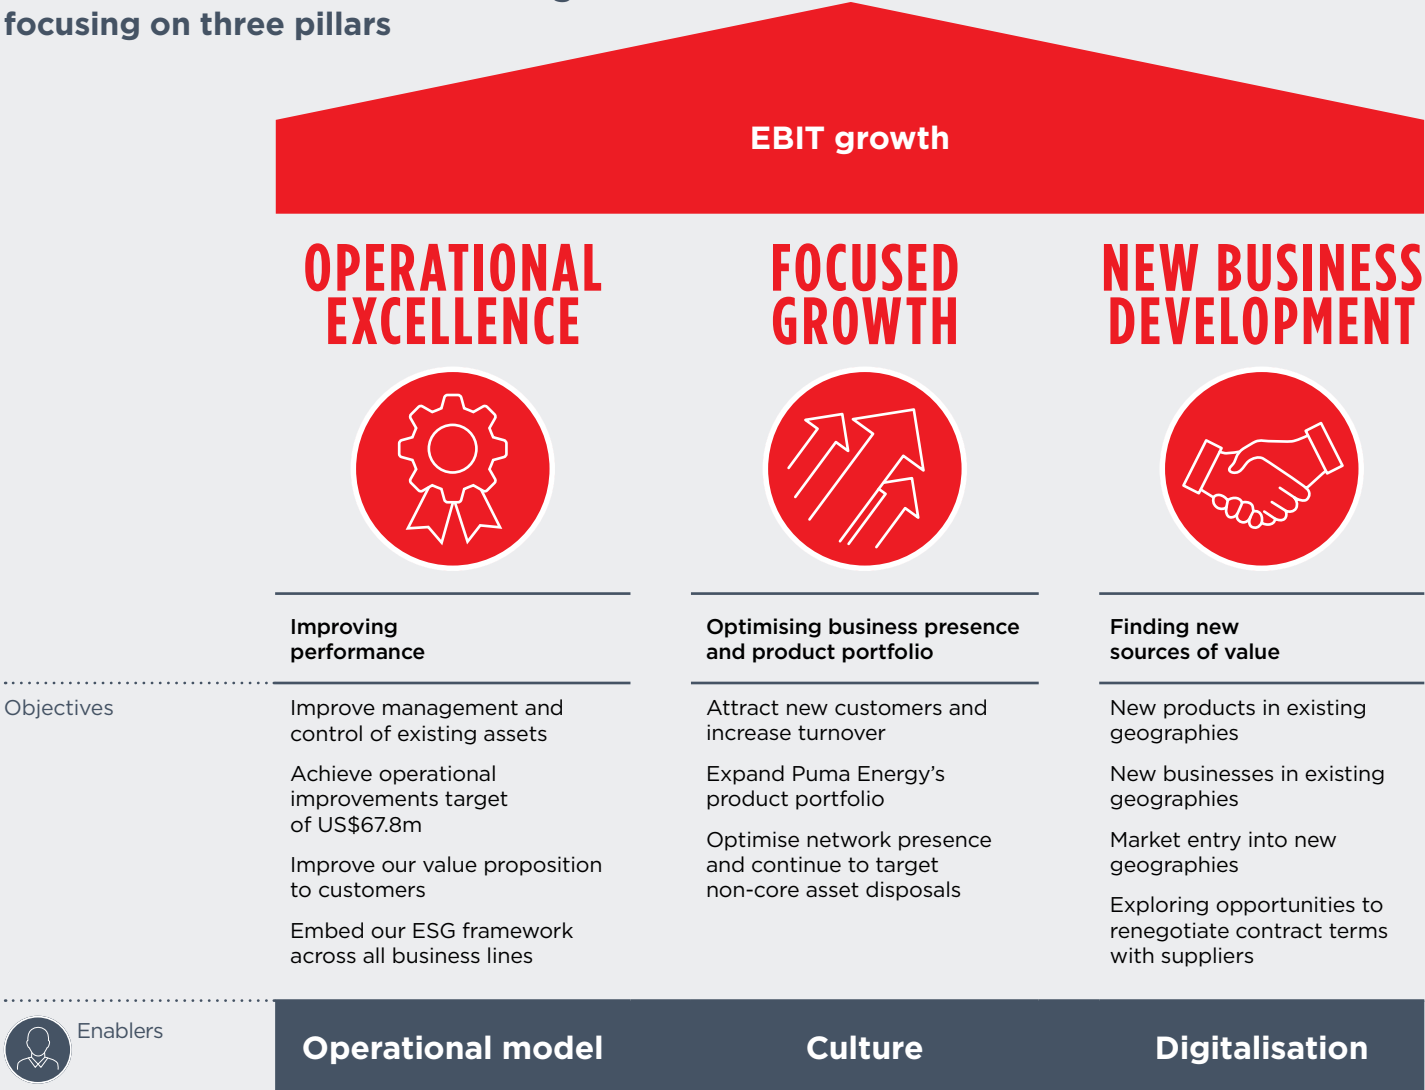 focusing on three pillars
EBIT growth
OPERATIONAL
EXCELLENCE
FOCUSED
GROWTH
NEW BUSINESS
DEVELOPMENT
Improving
performance
Optimising business presence
and product portfolio
Finding new
sources of value
Objectives
Improve management and
control of existing assets
Achieve operational
improvements target
of US$67.8m
Improve our value proposition
to customers
Embed our ESG framework
across all business lines
Attract new customers and
increase turnover
Expand Puma Energy’s
product portfolio
Optimise network presence
and continue to target
non-core asset disposals
New products in existing
geographies
New businesses in existing
geographies
Market entry into new
geographies
Exploring opportunities to
renegotiate contract terms
with suppliers
Enablers
Operational model
Culture
Digitalisation